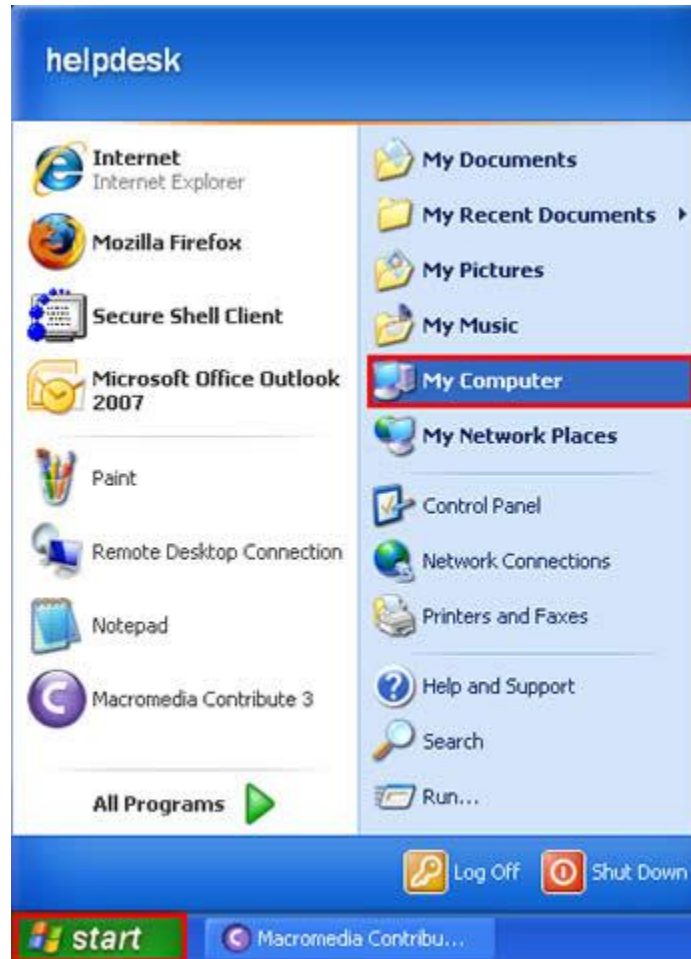 helpdesk
Internet
Internet Explorer
Mozilla Firefox
Secure Shell Client
Microsoft Office Outlook
2007
Paint
Remote Desktop Connection
Notepad
Macromedia Contribute 3
All Programs
My Documents
My Recent Documents
My Pictures
My Music
My Computer
My Network Places
Control Panel
Network Connections
Printers and Faxes
Help and Support
Search
Run...
Log Off
Shut Down
start
Macromedia Contribu...